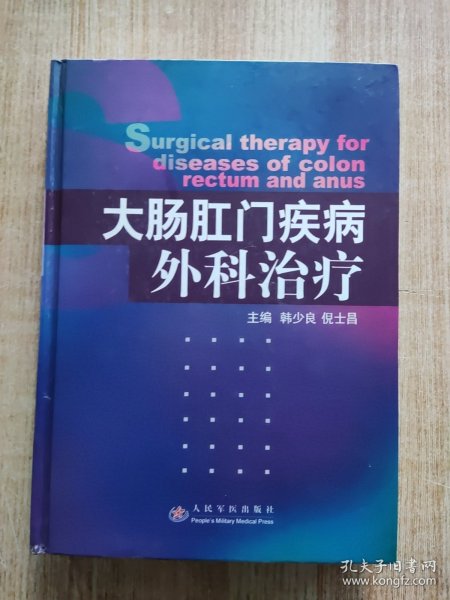 Surgical therapy for
diseases of colon
rectum and anus
大肠肛门疾病
外科治疗
主编 韩少良 倪士昌
人民军医出版社
People's Military Medical Press
孔夫子旧书网
www.kongfz.com